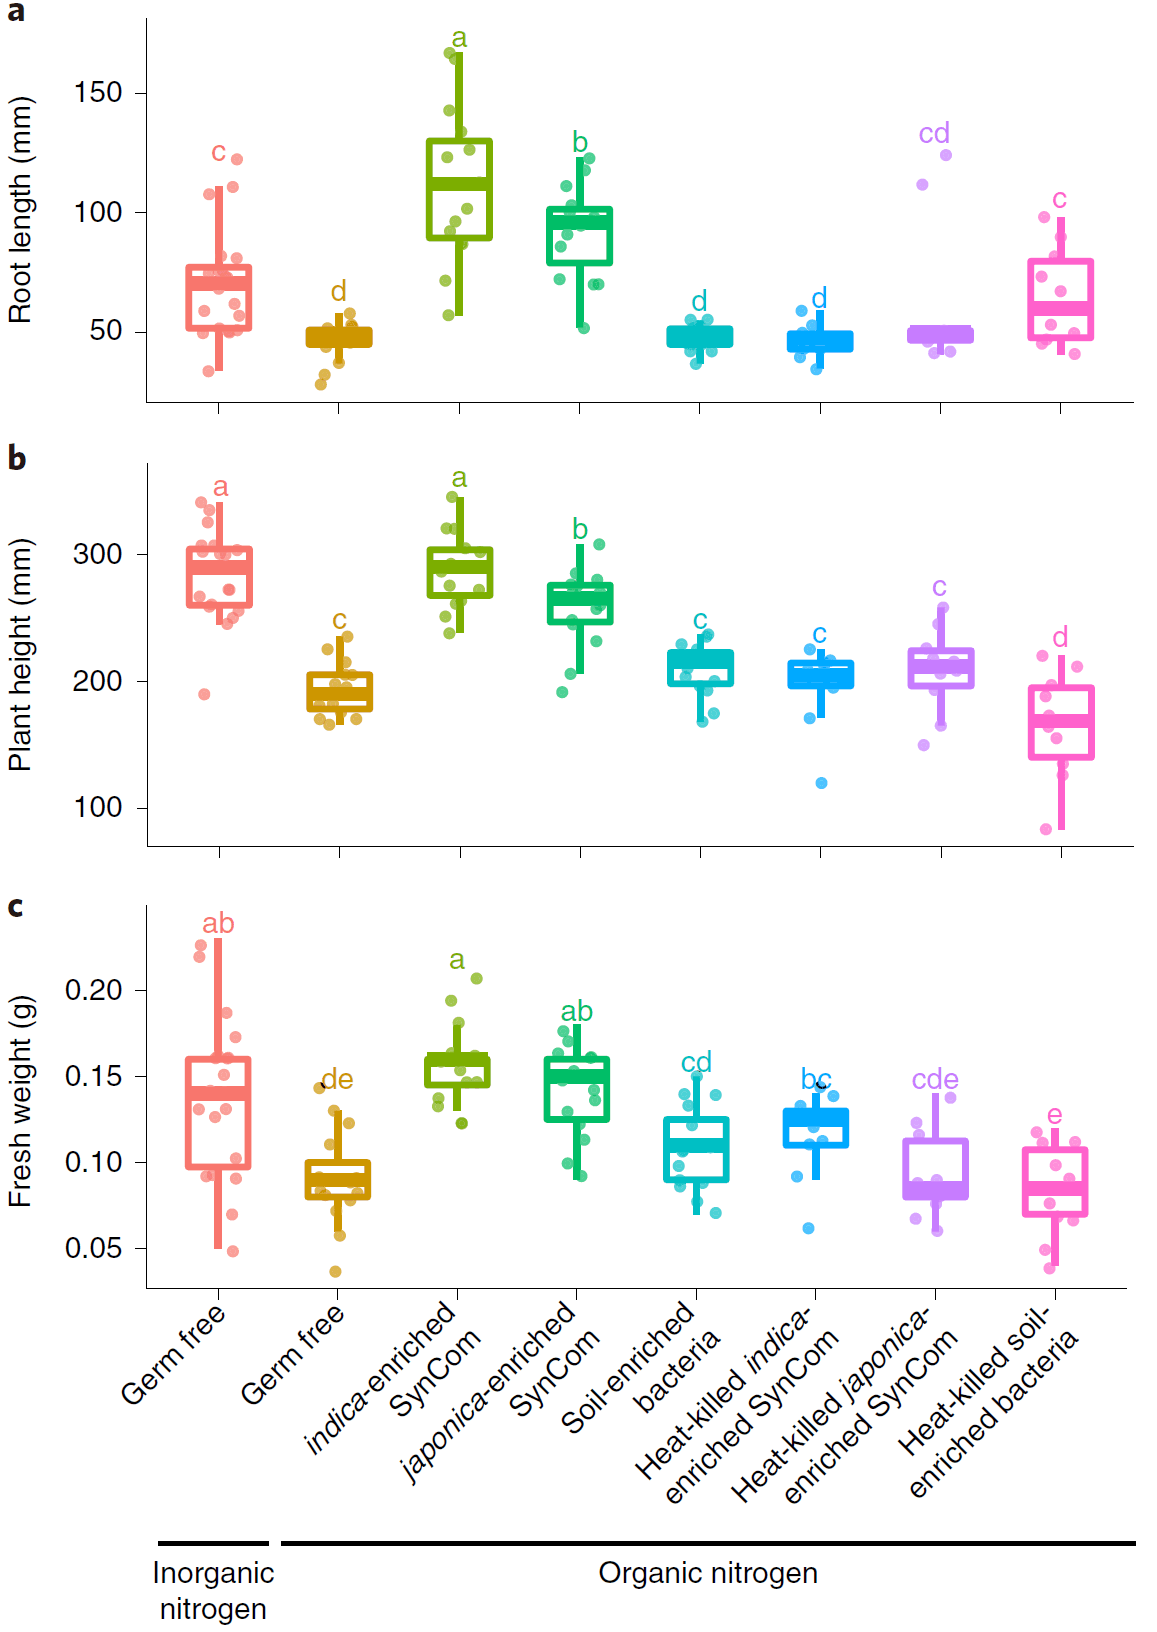 a
Root length (mm)
150
100
50
c
d
a
b
d
d
cd
c
b
Plant height (mm)
300
200
100
a
c
a
b
c
c
c
d
c
Fresh weight (g)
0.20
0.15
0.10
0.05
ab
de
a
ab
cd
bc
cde
e
Germ free
Germ free
indica-enriched
SynCom
japonica-enriched
SynCom
Soil-enriched
bacteria
Heat-killed indica-
enriched SynCom
Heat-killed japonica-
enriched SynCom
Heat-killed soil-
enriched bacteria
Inorganic
nitrogen
Organic nitrogen